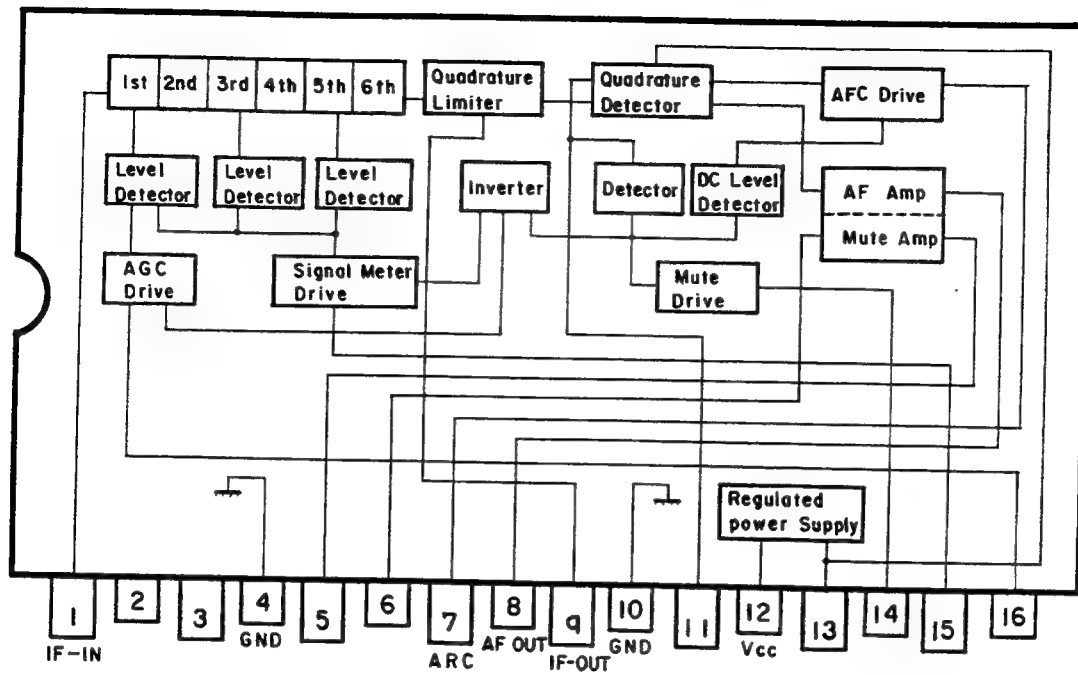 1st 2nd 3rd 4th 5th 6th
Quadrature
Limiter
Quadrature
Detector
AFC Drive
Level
Detector
Level
Detector
Level
Detector
Inverter
Detector
DC Level
Detector
AF Amp
Mute Amp
AGC
Drive
Signal Meter
Drive
Mute
Drive
Regulated
power Supply
1 2 3 4 5 6 7 8 9 10 11 12 13 14 15 16
IF-IN GND ARC AF OUT IF-OUT GND Vcc